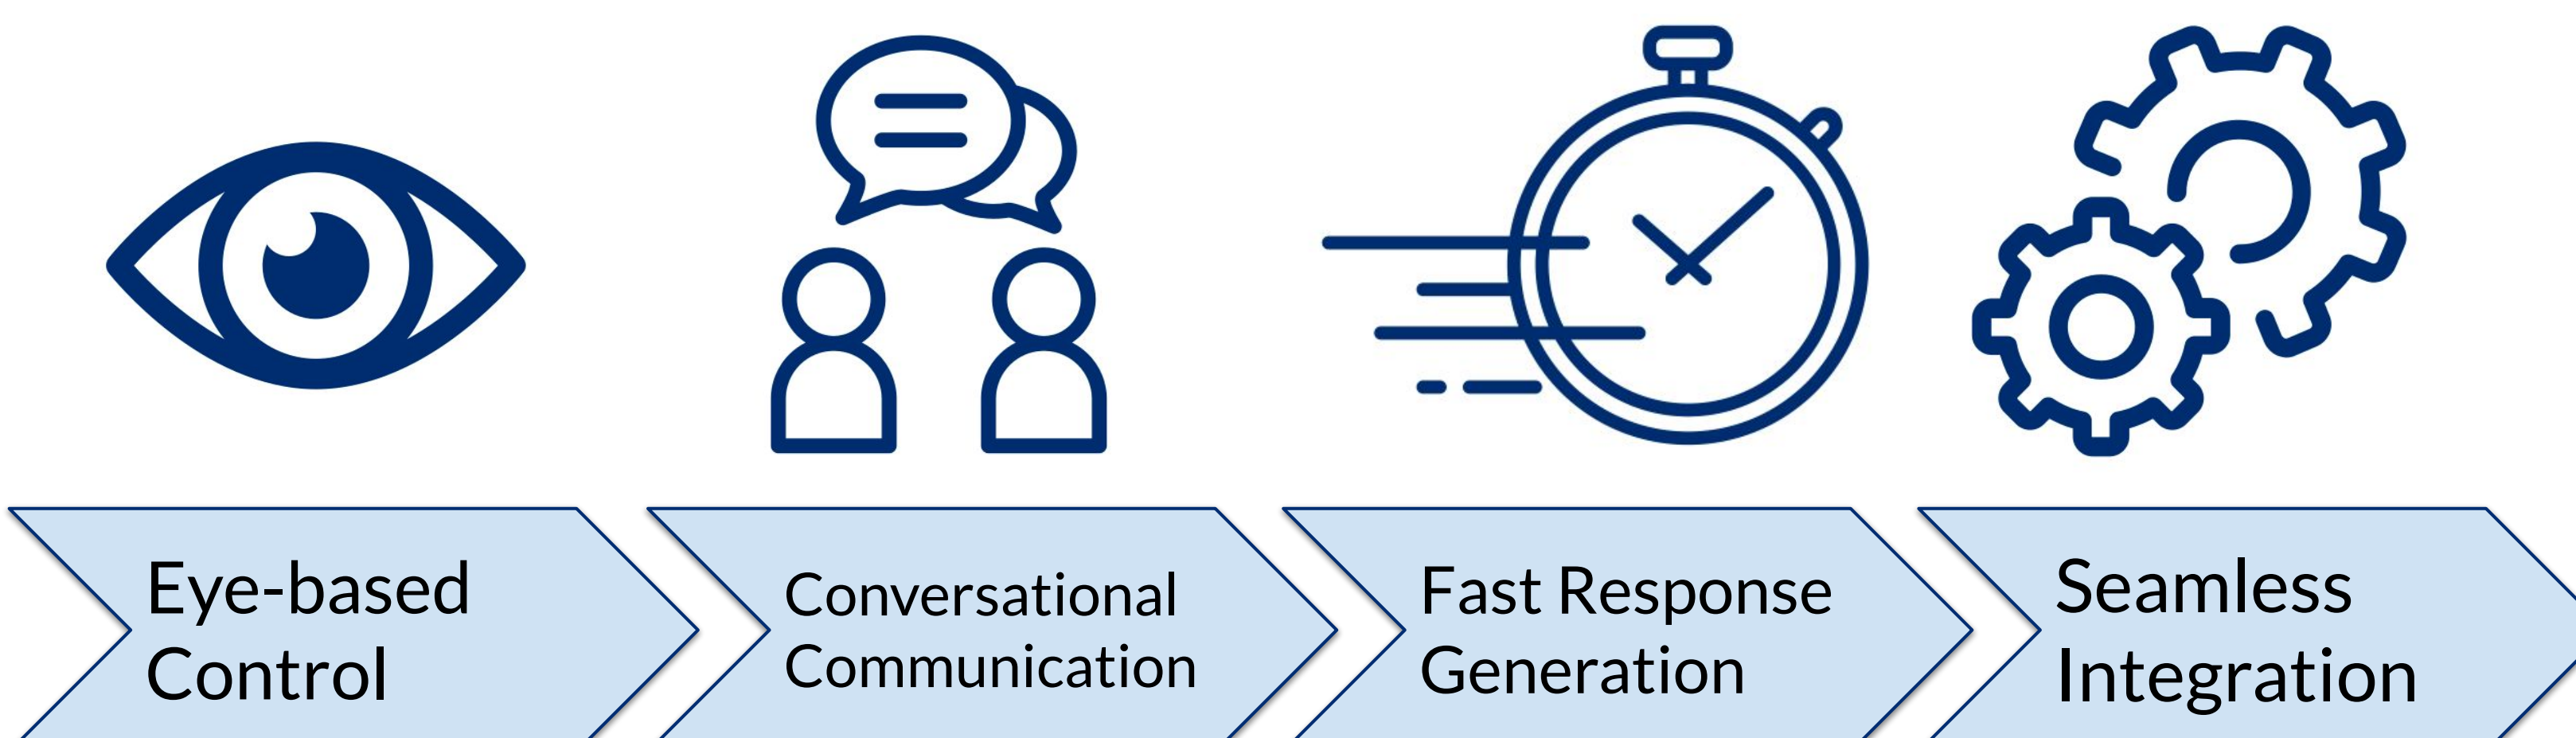 Eye-based
Control
Conversational
Communication
Fast Response
Generation
Seamless
Integration